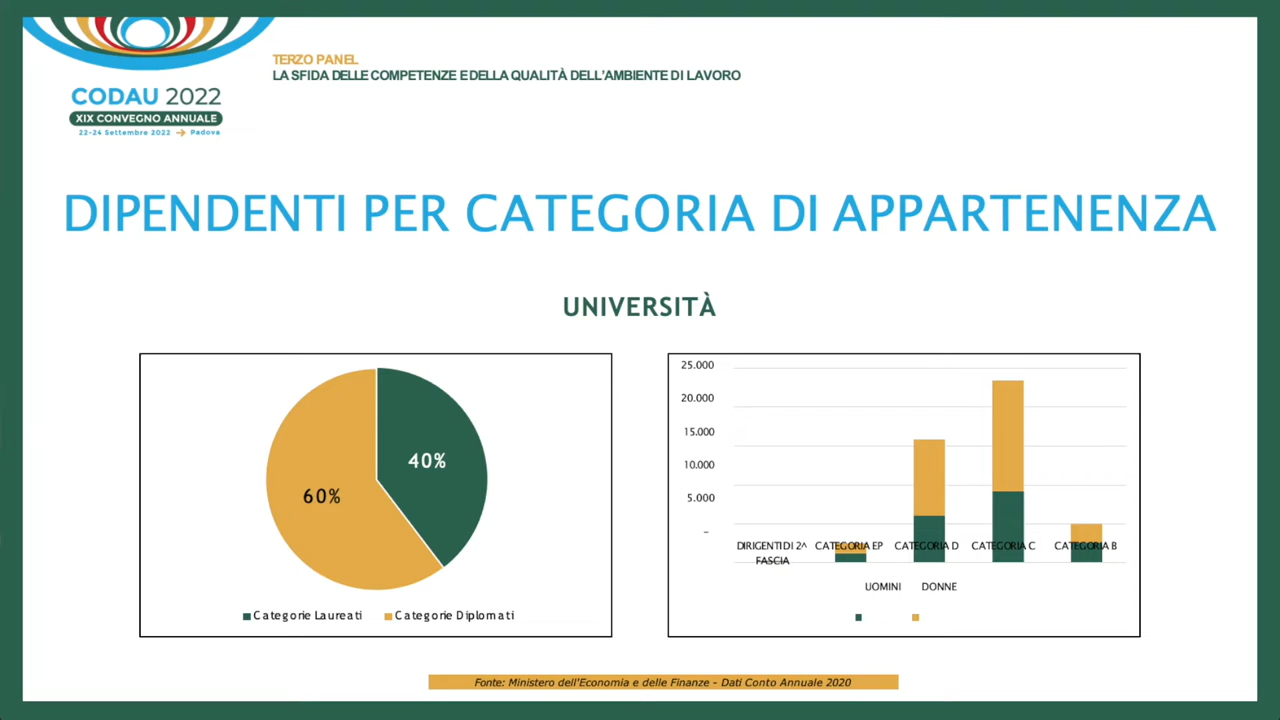 TERZO PANEL
LA SFIDA DELLE COMPETENZE E DELLA QUALITÀ DELL'AMBIENTE DI LAVORO
CODAU 2022
XIX CONVEGNO ANNUALE
22-24 Settembre 2022 → Padova
DIPENDENTI PER CATEGORIA DI APPARTENENZA
UNIVERSITÀ
40%
60%
Categorie Laureati
Categorie Diplomati
25.000
20.000
15.000
10.000
5.000
–
DIRIGENTI DI 2^ FASCIA
CATEGORIA EP
CATEGORIA D
CATEGORIA C
CATEGORIA B
UOMINI
DONNE
Fonte: Ministero dell'Economia e delle Finanze - Dati Conto Annuale 2020